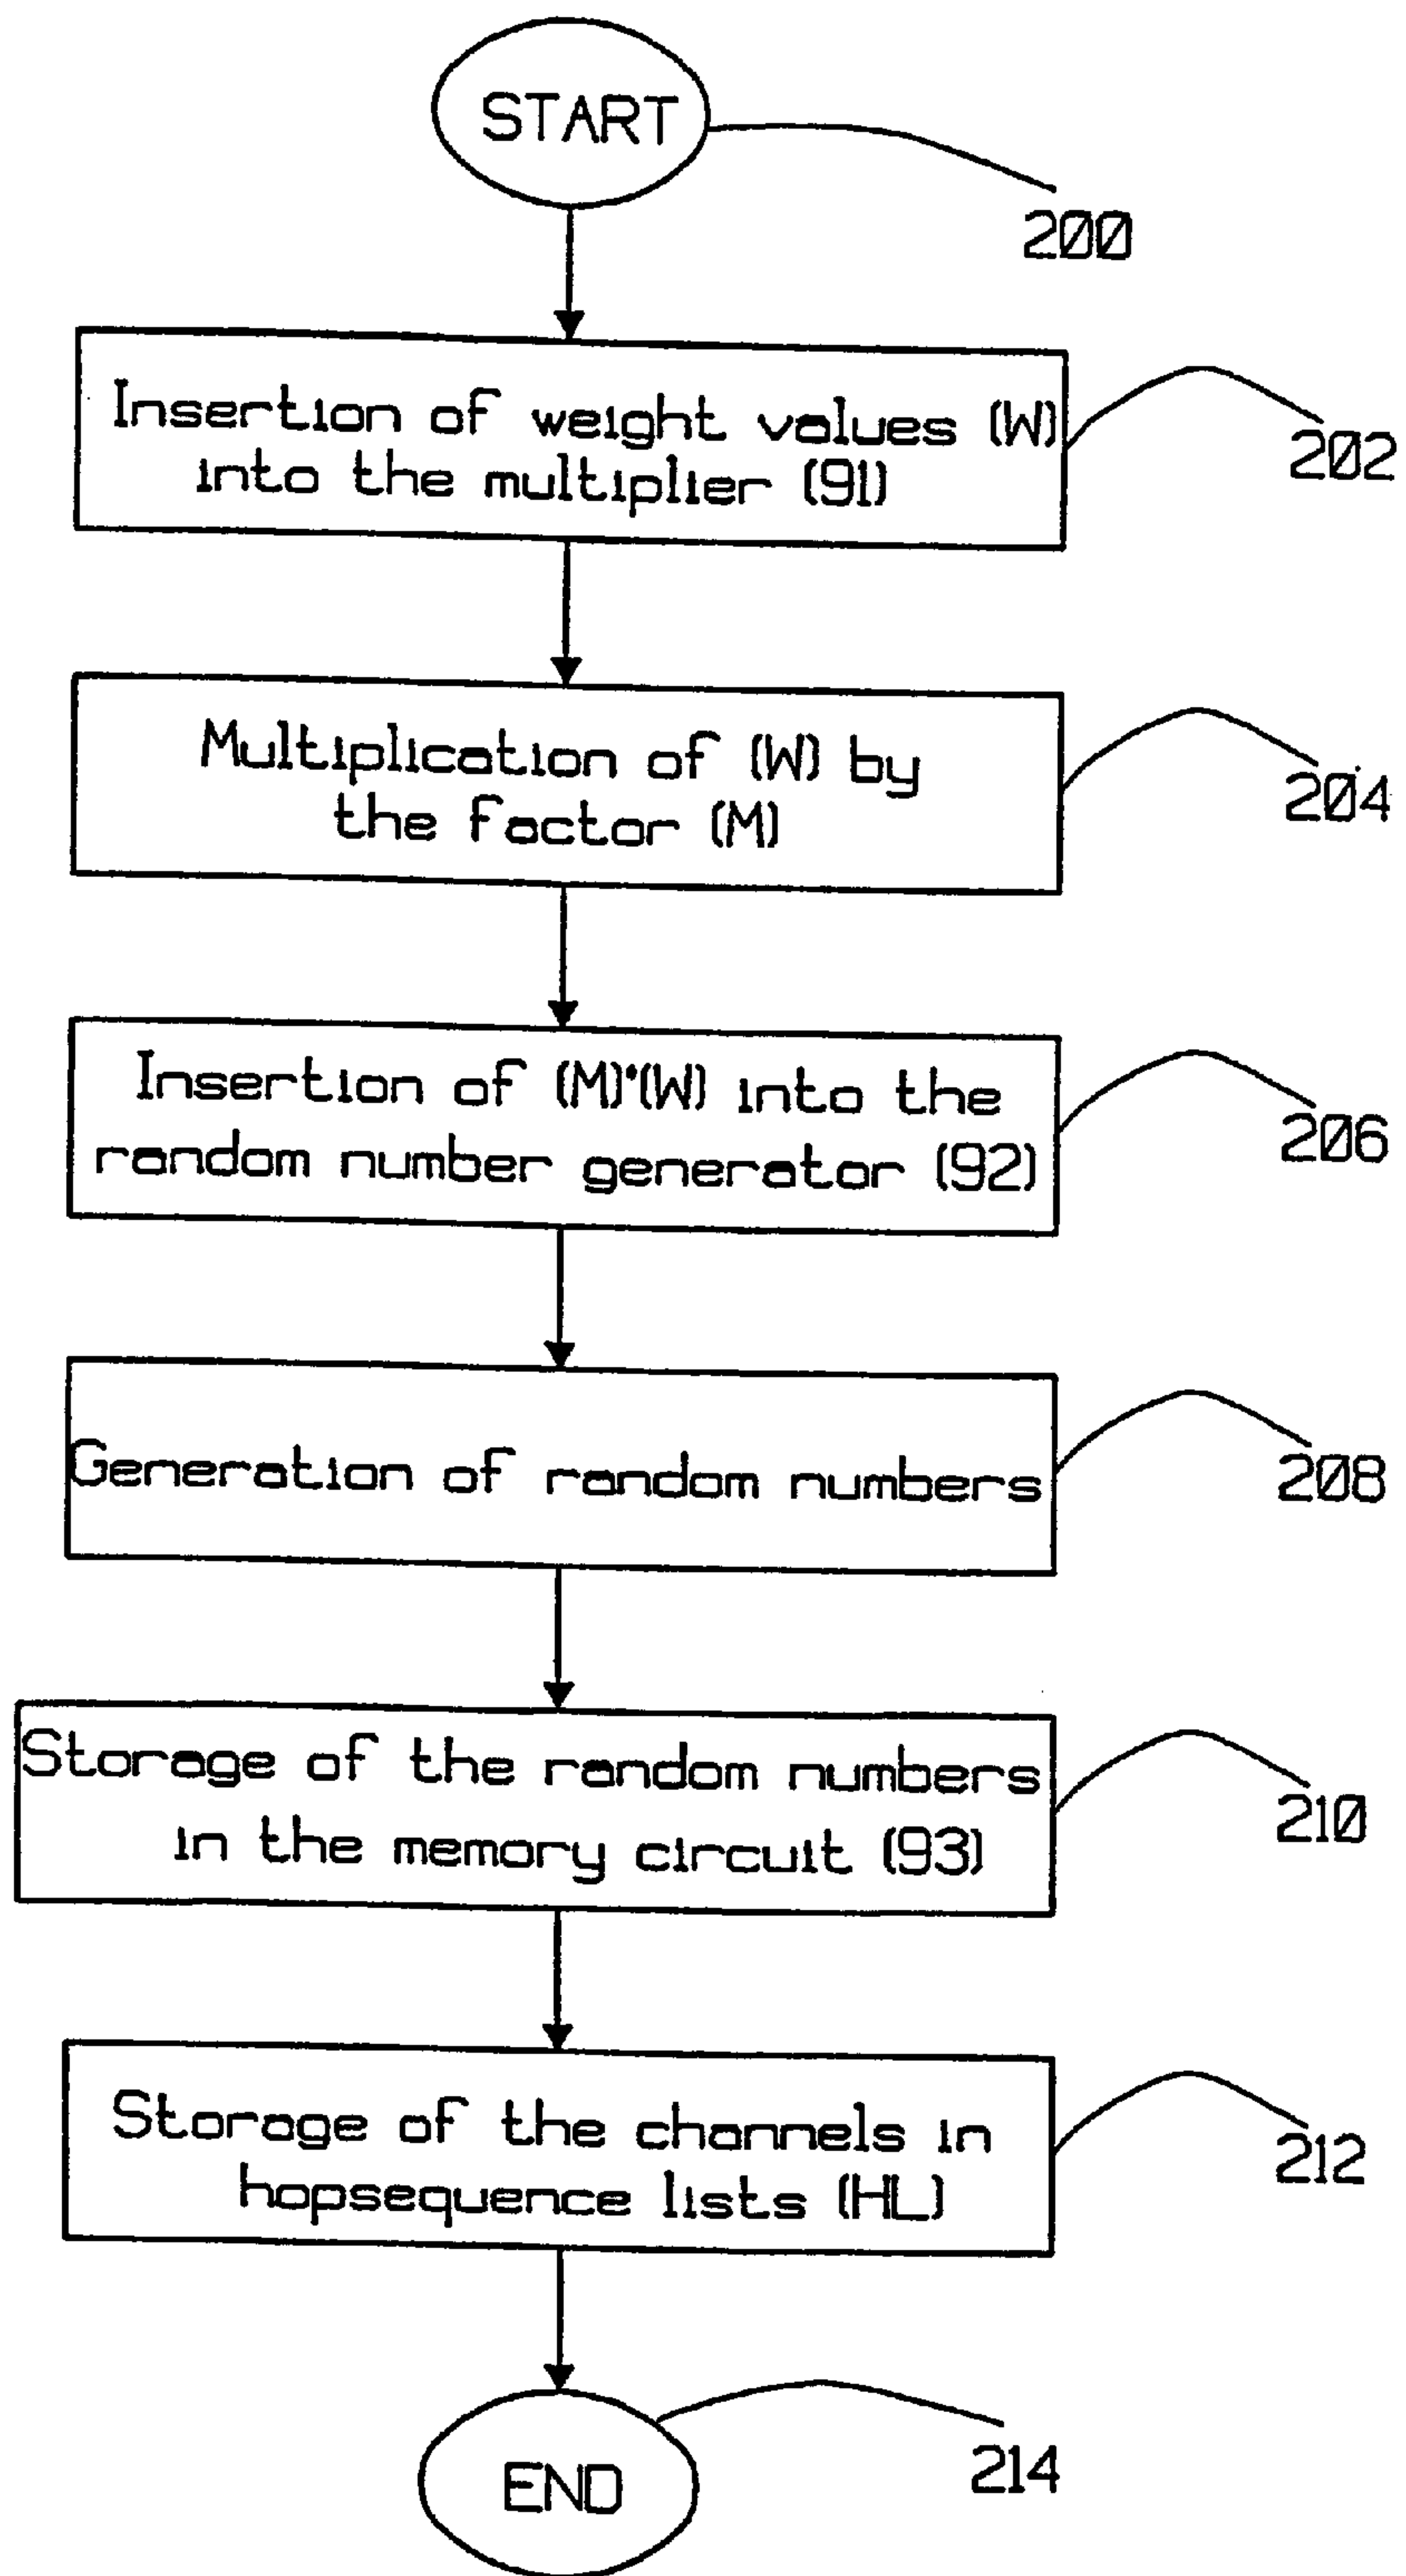 START
200
Insertion of weight values (W)
into the multiplier (91)
202
Multiplication of (W) by
the factor (M)
204
Insertion of (M)·(W) into the
random number generator (92)
206
Generation of random numbers
208
Storage of the random numbers
in the memory circuit (93)
210
Storage of the channels in
hopsequence lists (HL)
212
END
214